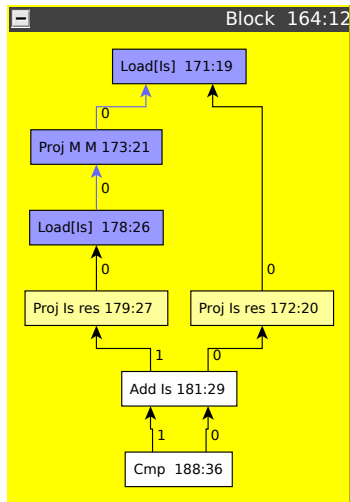 Block 164:12
Load[Is] 171:19
0
Proj M M 173:21
0
Load[Is] 178:26
0
0
Proj Is res 179:27
Proj Is res 172:20
1
0
Add Is 181:29
1
0
Cmp 188:36